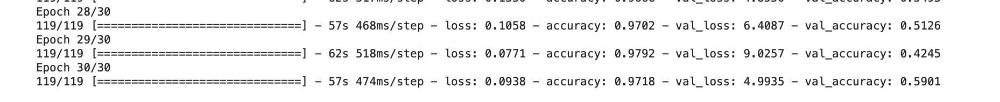 Epoch 28/30
119/119 [==============================] - 57s 468ms/step - loss: 0.1058 - accuracy: 0.9702 - val_loss: 6.4087 - val_accuracy: 0.5126
Epoch 29/30
119/119 [==============================] - 62s 518ms/step - loss: 0.0771 - accuracy: 0.9792 - val_loss: 9.0257 - val_accuracy: 0.4245
Epoch 30/30
119/119 [==============================] - 57s 474ms/step - loss: 0.0938 - accuracy: 0.9718 - val_loss: 4.9935 - val_accuracy: 0.5901